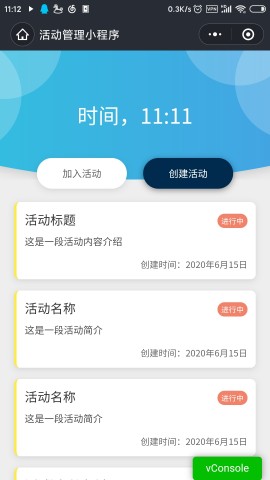 11:12
0.3K/s
VPN
活动管理小程序
时间，11:11
加入活动
创建活动
活动标题
进行中
这是一段活动内容介绍
创建时间：2020年6月15日
活动名称
进行中
这是一段活动简介
创建时间：2020年6月15日
活动名称
进行中
这是一段活动简介
创建时间：2020年6月15日
vConsole